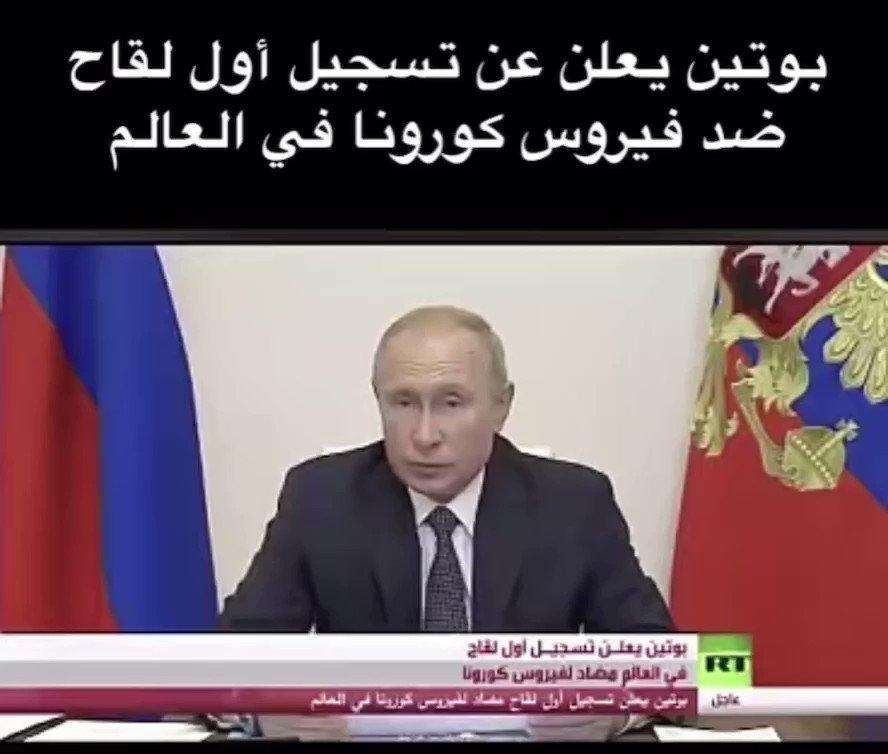 بوتين يعلن عن تسجيل أول لقاح
ضد فيروس كورونا في العالم
بوتين يعلن تسجيل أول لقاح
في العالم مضاد لفيروس كورونا
RT
عاجل
بوتين يعلن تسجيل أول لقاح مضاد لفيروس كورونا في العالم